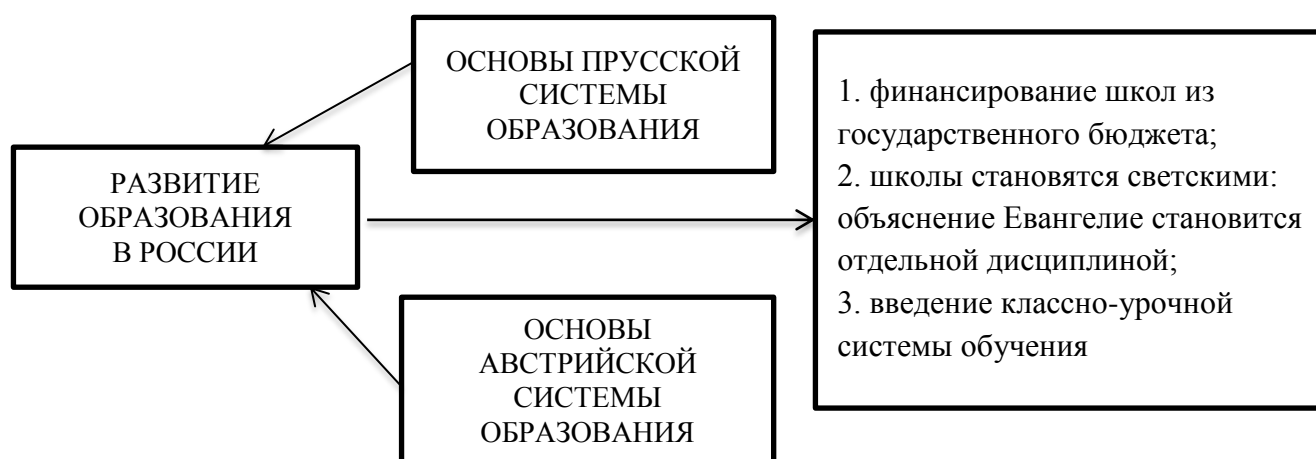 РАЗВИТИЕ
ОБРАЗОВАНИЯ
В РОССИИ
ОСНОВЫ ПРУССКОЙ
СИСТЕМЫ
ОБРАЗОВАНИЯ
ОСНОВЫ
АВСТРИЙСКОЙ
СИСТЕМЫ
ОБРАЗОВАНИЯ
1. финансирование школ из
государственного бюджета;
2. школы становятся светскими:
объяснение Евангелие становится
отдельной дисциплиной;
3. введение классно-урочной
системы обучения